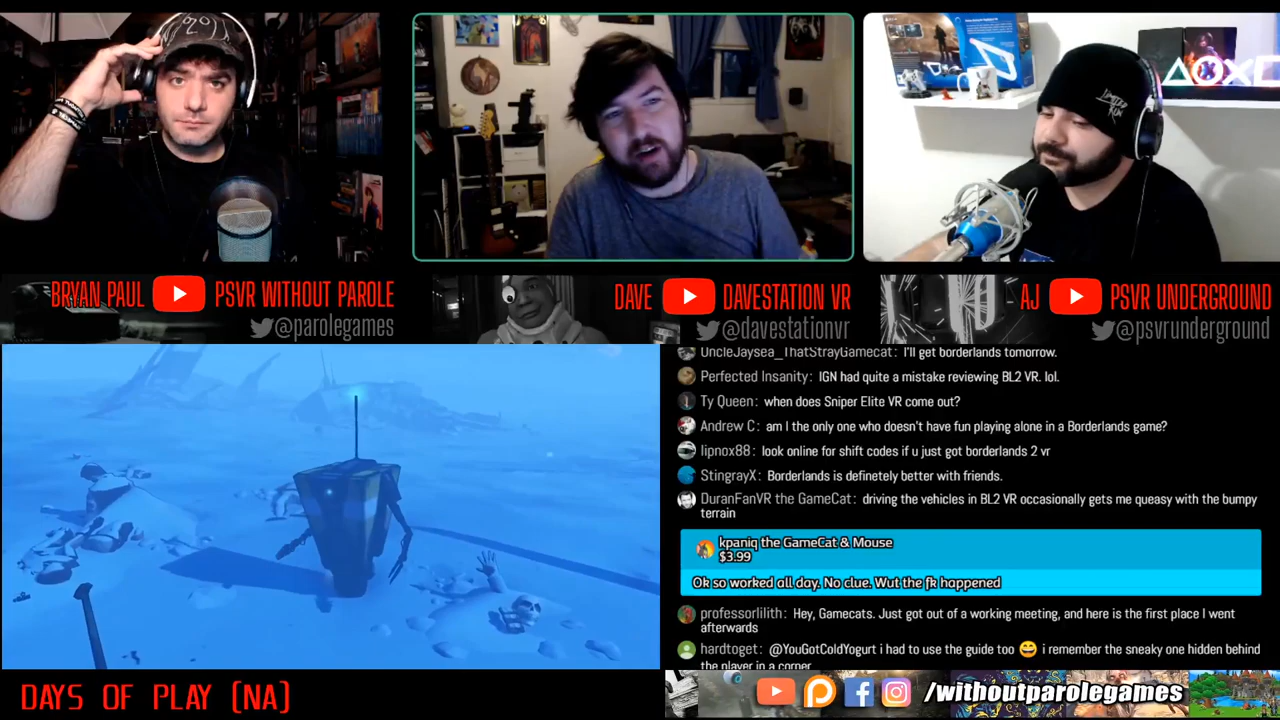 BRYAN PAUL PSVR WITHOUT PAROLE
@parolegames
DAVE DAVESTATION VR
@davestationvr
AJ PSVR UNDERGROUND
@psvrunderground
UncleJaysea_ThatStrayGamecat: I'll get borderlands tomorrow.
Perfected Insanity: IGN had quite a mistake reviewing BL2 VR. lol.
Ty Queen: when does Sniper Elite VR come out?
Andrew C: am I the only one who doesn't have fun playing alone in a Borderlands game?
lipnox88: look online for shift codes if u just got borderlands 2 vr
StingrayX: Borderlands is definetely better with friends.
DuranFanVR the GameCat: driving the vehicles in BL2 VR occasionally gets me queasy with the bumpy
terrain
kpaniq the GameCat & Mouse
$3.99
Ok so worked all day. No clue. Wut the fk happened
professorlilith: Hey, Gamecats. Just got out of a working meeting, and here is the first place I went
afterwards
hardtoget: @YouGotColdYogurt i had to use the guide too 😄 i remember the sneaky one hidden behind
the player in a corner
DAYS OF PLAY (NA)
/withoutparolegames